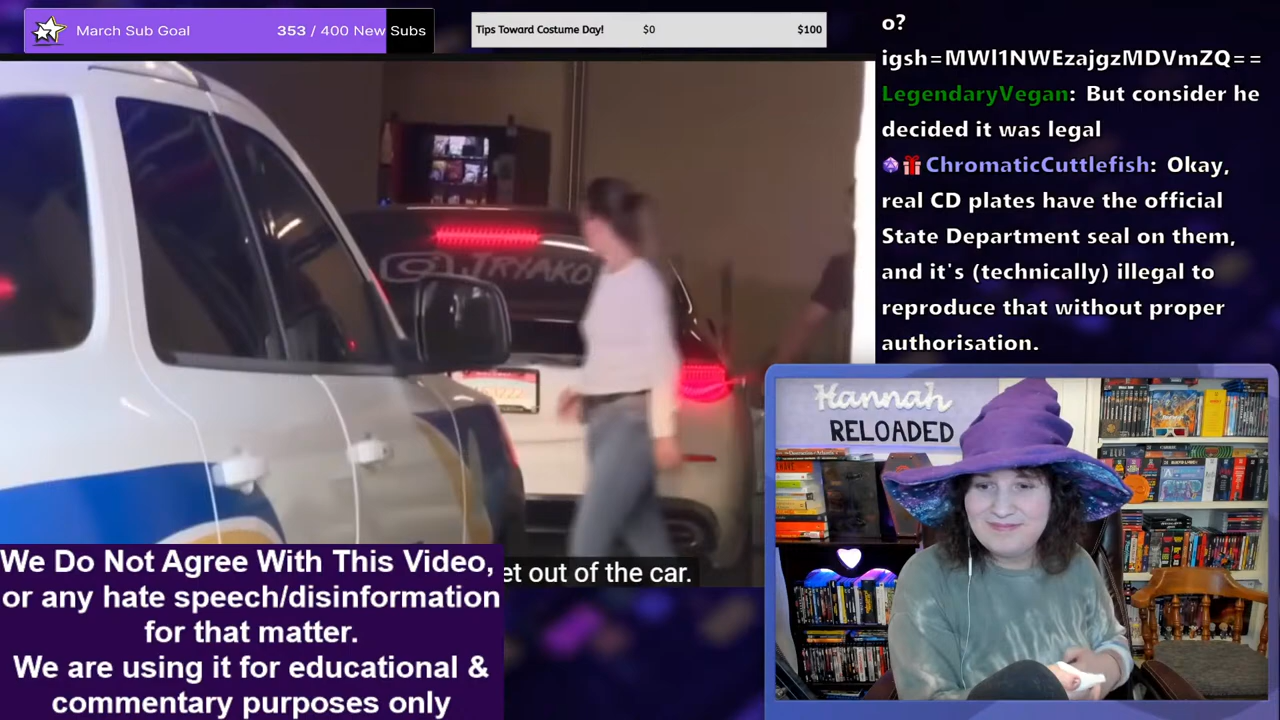 March Sub Goal 353 / 400 New Subs
Tips Toward Costume Day! $0 $100
o?
igsh=MWl1NWEzajgzMDVmZQ==
LegendaryVegan: But consider he
decided it was legal
ChromaticCuttlefish: Okay,
real CD plates have the official
State Department seal on them,
and it's (technically) illegal to
reproduce that without proper
authorisation.
TRYAKO
Hannah
RELOADED
et out of the car.
We Do Not Agree With This Video,
or any hate speech/disinformation
for that matter.
We are using it for educational &
commentary purposes only